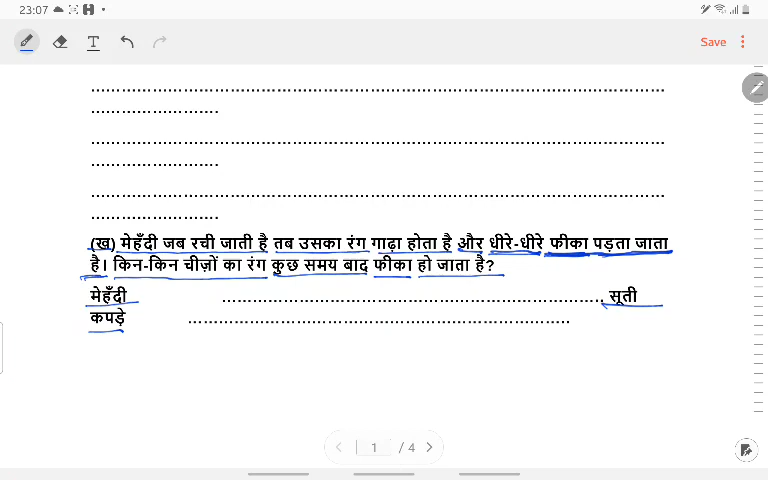 23:07
Save
........................................................................................................
.......................
........................................................................................................
.......................
........................................................................................................
.......................
(ख) मेहँदी जब रची जाती है तब उसका रंग गाढ़ा होता है और धीरे-धीरे फीका पड़ता जाता
है। किन-किन चीज़ों का रंग कुछ समय बाद फीका हो जाता है?
मेहँदी ..................................................................... सूती
कपड़े .....................................................................
1 / 4